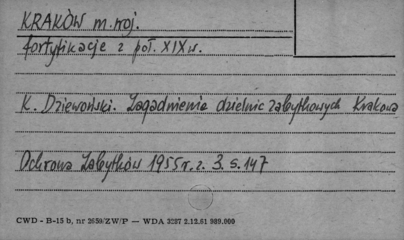 KRAKÓW m. woj.
fortyfikacje z poł. XIX w.
K. Dziewoński. Zagadnienie dzielnic zabytkowych Krakowa
Ochrona Zabytków 1955 r. z. 3. s. 147
CWD - B-15 b, nr 3659/ZW/P — WDA 3287 2.12.61 989.000